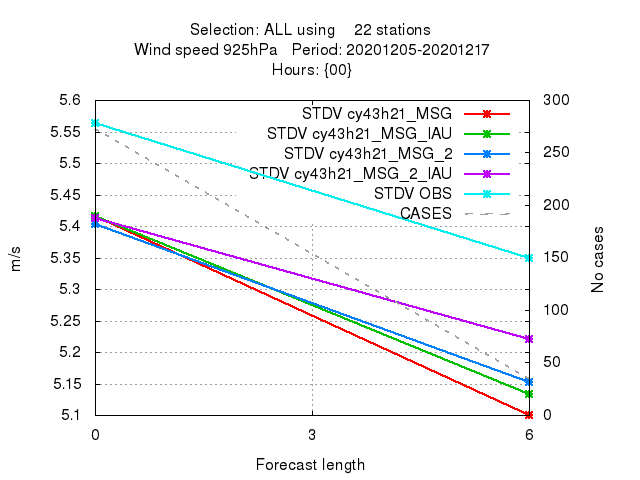 Selection: ALL using 22 stations
Wind speed 925hPa Period: 20201205-20201217
Hours: {00}
5.6
5.55
5.5
5.45
5.4
5.35
5.3
5.25
5.2
5.15
5.1
m/s
STDV cy43h21_MSG
STDV cy43h21_MSG_IAU
STDV cy43h21_MSG_2
STDV cy43h21_MSG_2_IAU
STDV OBS
CASES
300
250
200
150
100
50
0
No cases
0 3 6
Forecast length